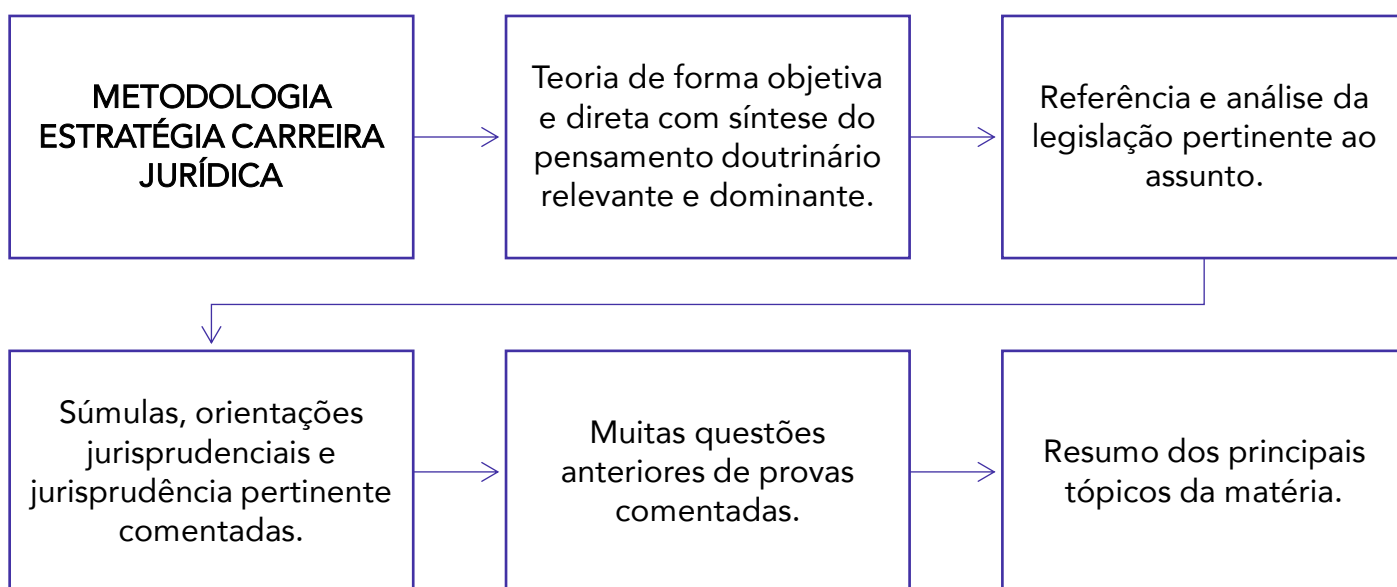 METODOLOGIA
ESTRATÉGIA CARREIRA
JURÍDICA
Teoria de forma objetiva
e direta com síntese do
pensamento doutrinário
relevante e dominante.
Referência e análise da
legislação pertinente ao
assunto.
Súmulas, orientações
jurisprudenciais e
jurisprudência pertinente
comentadas.
Muitas questões
anteriores de provas
comentadas.
Resumo dos principais
tópicos da matéria.